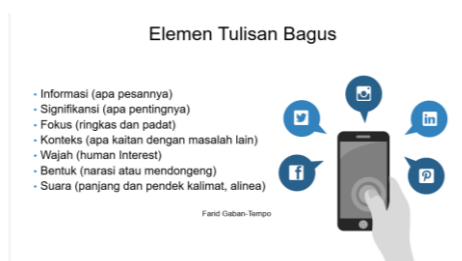 Elemen Tulisan Bagus
- Informasi (apa pesannya)
- Signifikansi (apa pentingnya)
- Fokus (ringkas dan padat)
- Konteks (apa kaitan dengan masalah lain)
- Wajah (human Interest)
- Bentuk (narasi atau mendongeng)
- Suara (panjang dan pendek kalimat, alinea)
Farid Gaban-Tempo